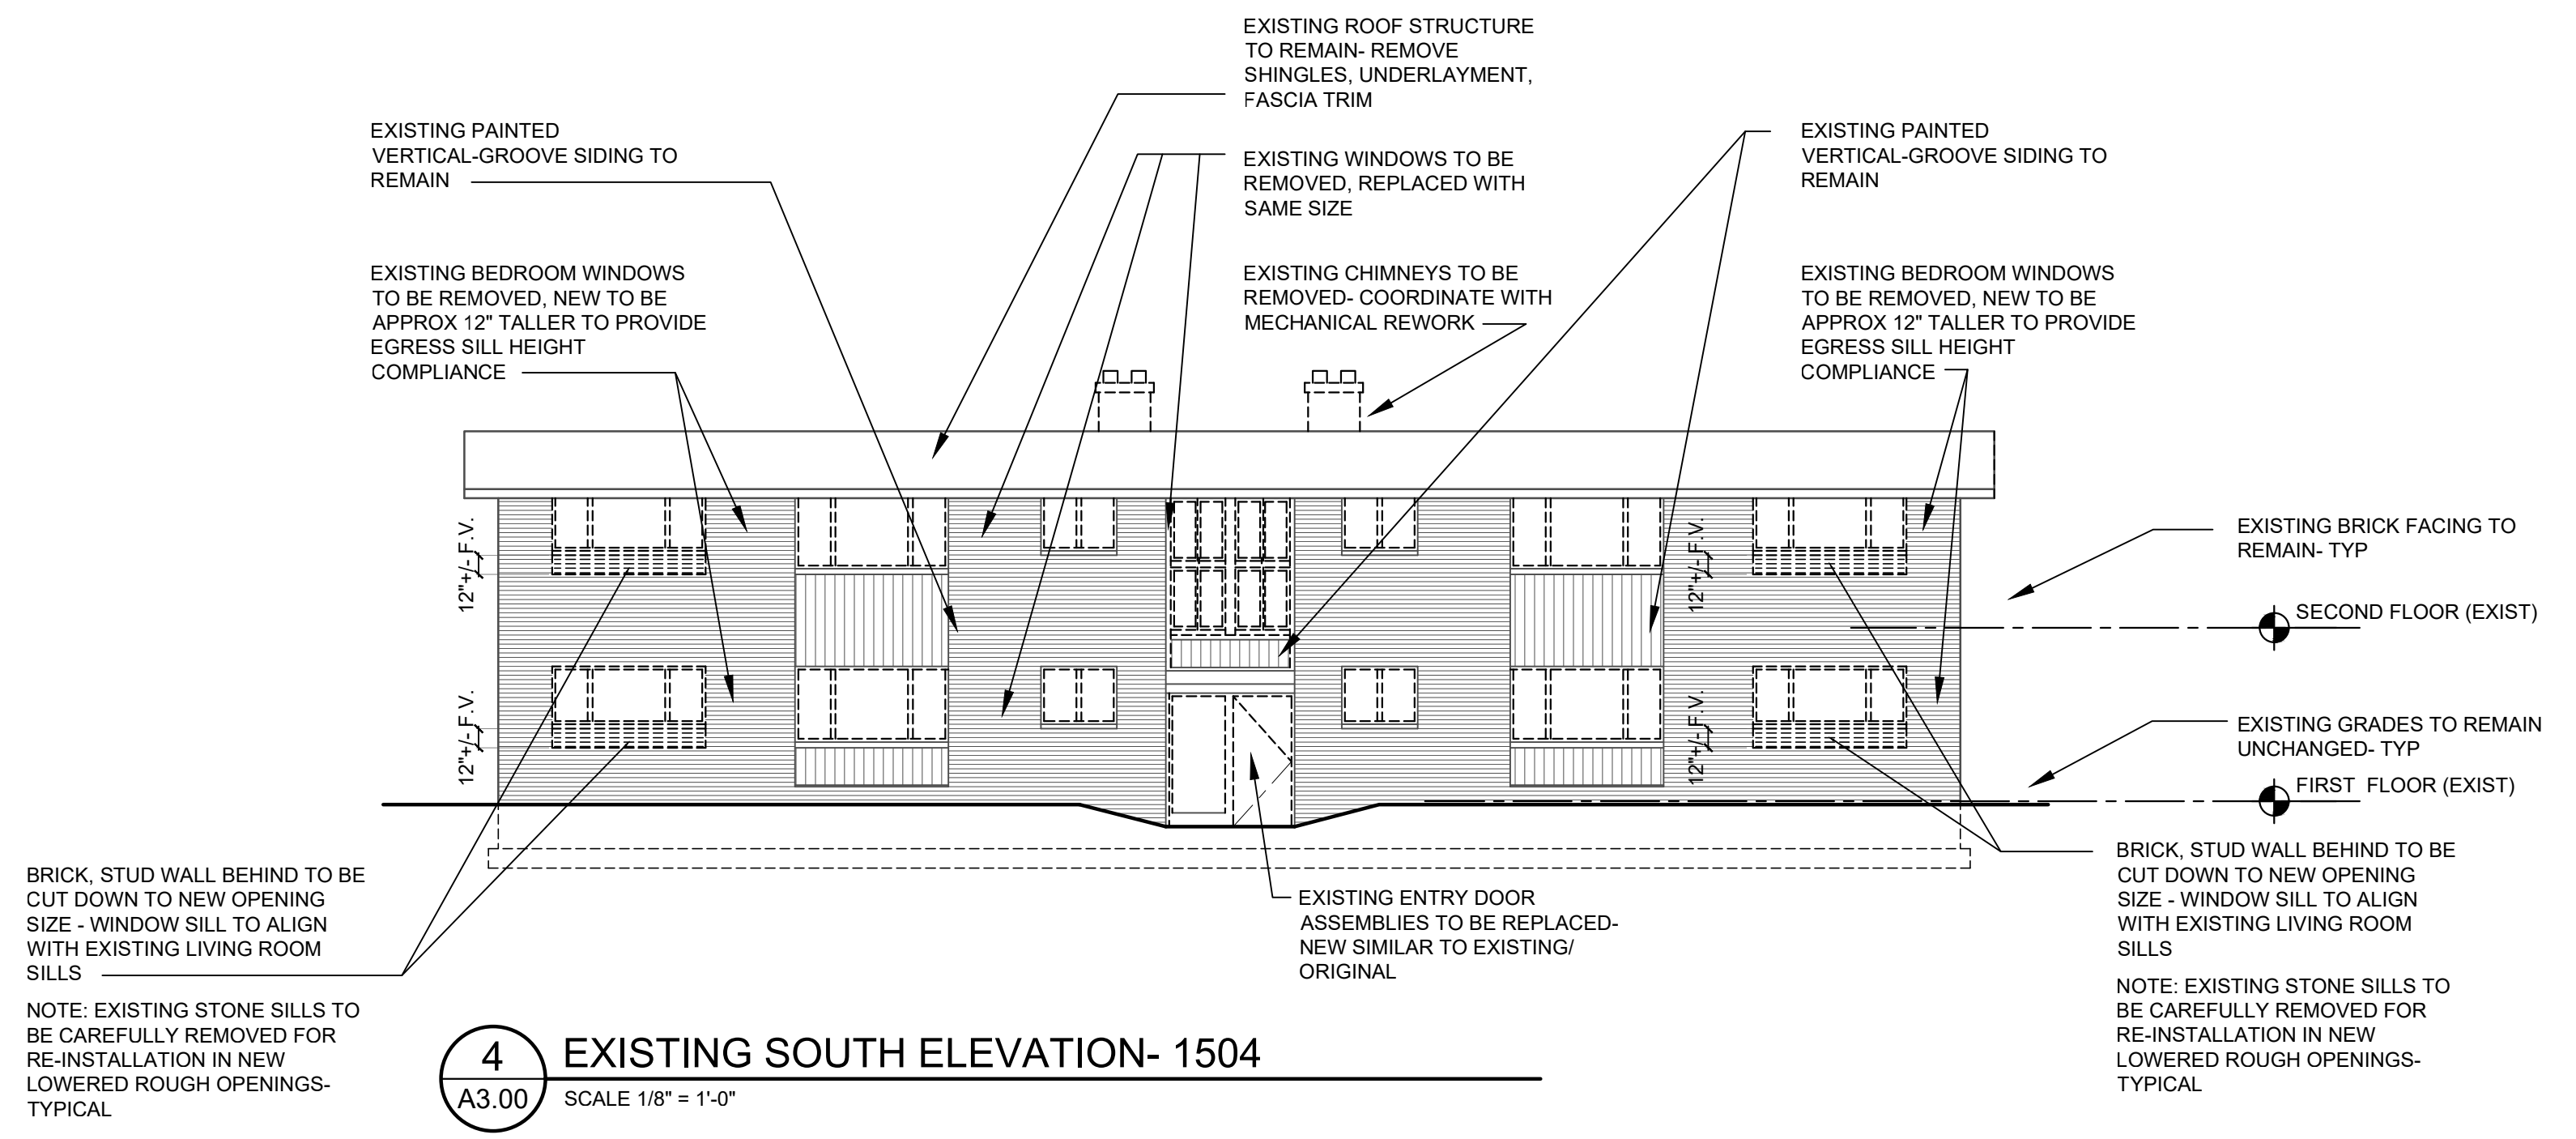 EXISTING ROOF STRUCTURE
TO REMAIN- REMOVE
SHINGLES, UNDERLAYMENT,
FASCIA TRIM
EXISTING PAINTED
VERTICAL-GROOVE SIDING TO
REMAIN
EXISTING WINDOWS TO BE
REMOVED, REPLACED WITH
SAME SIZE
EXISTING PAINTED
VERTICAL-GROOVE SIDING TO
REMAIN
EXISTING BEDROOM WINDOWS
TO BE REMOVED, NEW TO BE
APPROX 12" TALLER TO PROVIDE
EGRESS SILL HEIGHT
COMPLIANCE
EXISTING CHIMNEYS TO BE
REMOVED- COORDINATE WITH
MECHANICAL REWORK
EXISTING BEDROOM WINDOWS
TO BE REMOVED, NEW TO BE
APPROX 12" TALLER TO PROVIDE
EGRESS SILL HEIGHT
COMPLIANCE
12"+/- F.V.
12"+/- F.V.
12"+/- F.V.
12"+/- F.V.
EXISTING BRICK FACING TO
REMAIN- TYP
SECOND FLOOR (EXIST)
EXISTING GRADES TO REMAIN
UNCHANGED- TYP
FIRST FLOOR (EXIST)
BRICK, STUD WALL BEHIND TO BE
CUT DOWN TO NEW OPENING
SIZE - WINDOW SILL TO ALIGN
WITH EXISTING LIVING ROOM
SILLS
NOTE: EXISTING STONE SILLS TO
BE CAREFULLY REMOVED FOR
RE-INSTALLATION IN NEW
LOWERED ROUGH OPENINGS-
TYPICAL
EXISTING ENTRY DOOR
ASSEMBLIES TO BE REPLACED-
NEW SIMILAR TO EXISTING/
ORIGINAL
BRICK, STUD WALL BEHIND TO BE
CUT DOWN TO NEW OPENING
SIZE - WINDOW SILL TO ALIGN
WITH EXISTING LIVING ROOM
SILLS
NOTE: EXISTING STONE SILLS TO
BE CAREFULLY REMOVED FOR
RE-INSTALLATION IN NEW
LOWERED ROUGH OPENINGS-
TYPICAL
4
A3.00
EXISTING SOUTH ELEVATION- 1504
SCALE 1/8" = 1'-0"